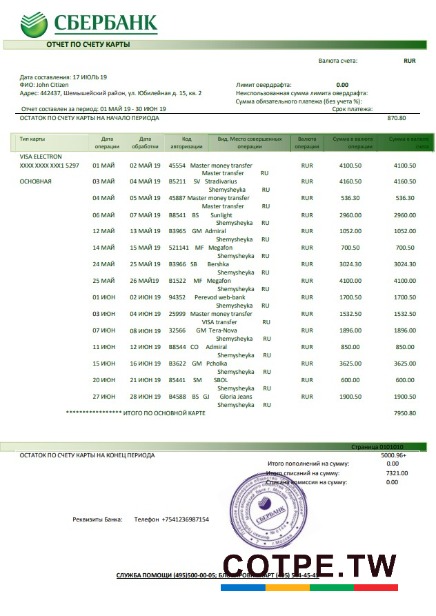 СБЕРБАНК
ОТЧЕТ ПО СЧЕТУ КАРТЫ
Валюта счета: RUR
Дата составления: 17 ИЮЛЬ 19
ФИО: John Citizen
Лимит овердрафта: 0.00
Адрес: 442437, Шемышейский район, ул. Юбилейная д. 15, кв. 2
Неиспользованная сумма лимита овердрафта:
Сумма обязательного платежа (без учета %):
Отчет составлен за период: 01 МАЙ 19 - 30 ИЮН 19
Срок платежа:
ОСТАТОК ПО СЧЕТУ КАРТЫ НА НАЧАЛО ПЕРИОДА 870.80
Тип карты Дата операции Дата обработки Код авторизации Вид, Место совершения операции Валюта операции Сумма в валюте операции Сумма в валюте
VISA ELECTRON
XXXX XXXX XXX1 5297 01 МАЙ 02 МАЙ 19 45554 Master money transfer RUR 4100.50 4100.50
Master transfer RU
ОСНОВНАЯ 03 МАЙ 04 МАЙ 19 B5211 SV Stradivarius RUR 4160.50 4160.50
Shemysheyka RU
04 МАЙ 05 МАЙ 19 45887 Master money transfer RUR 536.30 536.30
Master transfer RU
06 МАЙ 07 МАЙ 19 B8541 BS Sunlight RUR 2960.00 2960.00
Shemysheyka RU
12 МАЙ 13 МАЙ 19 B3965 GM Admiral RUR 1052.00 1052.00
Shemysheyka RU
14 МАЙ 15 МАЙ 19 521141 MF Megafon RUR 700.50 700.50
Shemysheyka RU
23 МАЙ 24 МАЙ 19 B3966 SB Bershka RUR 3024.30 3024.30
Shemysheyka RU
25 МАЙ 26 МАЙ19 B1522 MF Megafon RUR 4100.00 4100.00
Shemysheyka RU
01 ИЮН 02 ИЮН 19 94352 Perevod web-bank RUR 1700.50 1700.50
Shemysheyka RU
03 ИЮН 04 ИЮН 19 25999 Master money transfer RUR 1532.50 1532.50
VISA transfer RU
07 ИЮН 08 ИЮН 19 32566 GM Tera-Nova RUR 1896.00 1896.00
Shemysheyka RU
11 ИЮН 12 ИЮН 19 B8544 CO Admiral RUR 850.00 850.00
Shemysheyka RU
15 ИЮН 16 ИЮН 19 B3622 GM Pcholka RUR 3625.00 3625.00
Shemysheyka RU
20 ИЮН 21 ИЮН 19 85441 SM SBOL RUR 600.00 600.00
Shemysheyka RU
27 ИЮН 28 ИЮН 19 B4588 BS GJ Gloria Jeans RUR 1900.50 1900.50
Shemysheyka RU
**************** ИТОГО ПО ОСНОВНОЙ КАРТЕ 7950.80
Страница 0101010
ОСТАТОК ПО СЧЕТУ КАРТЫ НА КОНЕЦ ПЕРИОДА 5000.96+
Итого пополнений на сумму: 0.00
Итого списаний на сумму: 7321.00
Списана комиссия на сумму: 0.00
СБЕРБАНК
Реквизиты Банка: Телефон +7541236987154
COTPE.TW
СЛУЖБА ПОМОЩИ (495)500-00-05;